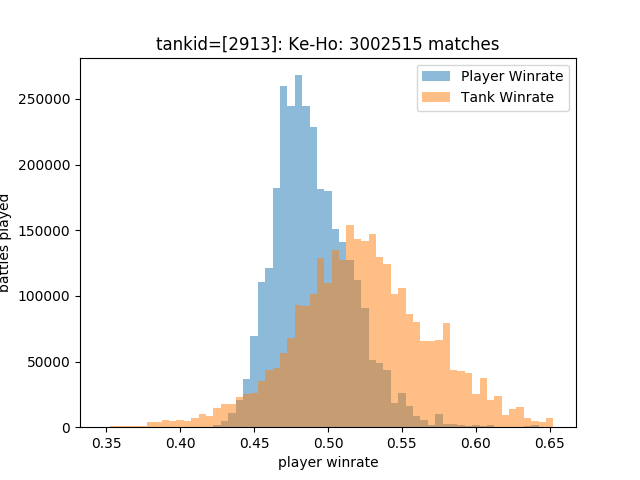 tankid=[2913]: Ke-Ho: 3002515 matches
Player Winrate
Tank Winrate
250000
200000
150000
100000
50000
0
battles played
0.35 0.40 0.45 0.50 0.55 0.60 0.65
player winrate